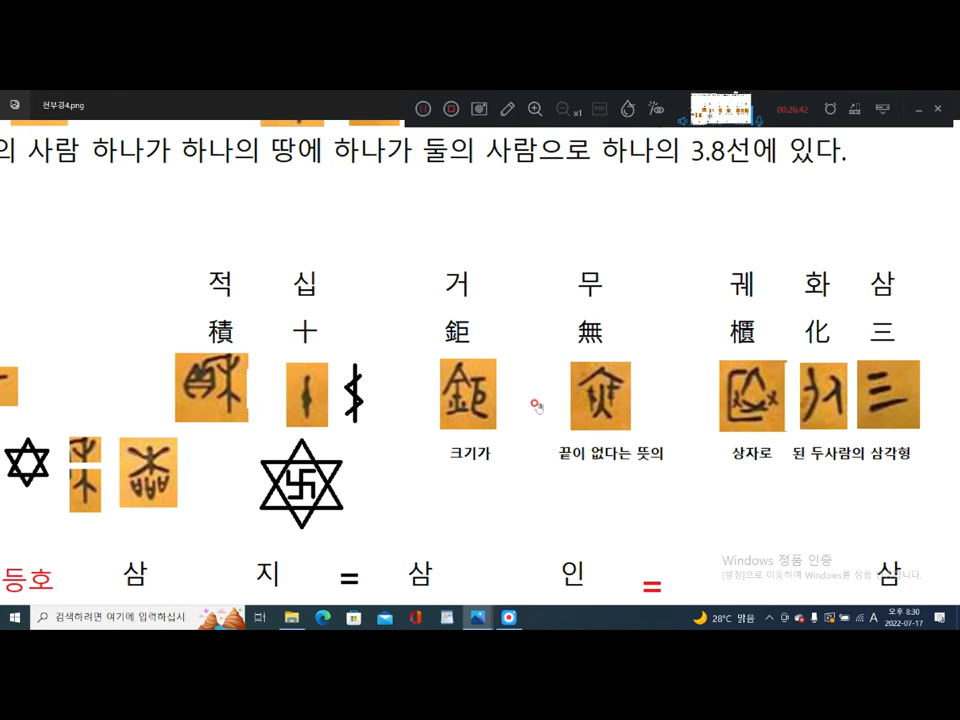 천부경4.png
x1
00:26:42
의 사람 하나가 하나의 땅에 하나가 둘의 사람으로 하나의 3.8선에 있다.
적 십 거 무 궤 화 삼
積 十 鉅 無 櫃 化 三
크기가 끝이 없다는 뜻의 상자로 된 두사람의 삼각형
등호 삼 지 = 삼 인 = 삼
Windows 정품 인증
[설정]으로 이동하여 Windows를 정품 인증합니다.
검색하려면 여기에 입력하십시
28°C 맑음
A
오후 8:30
2022-07-17